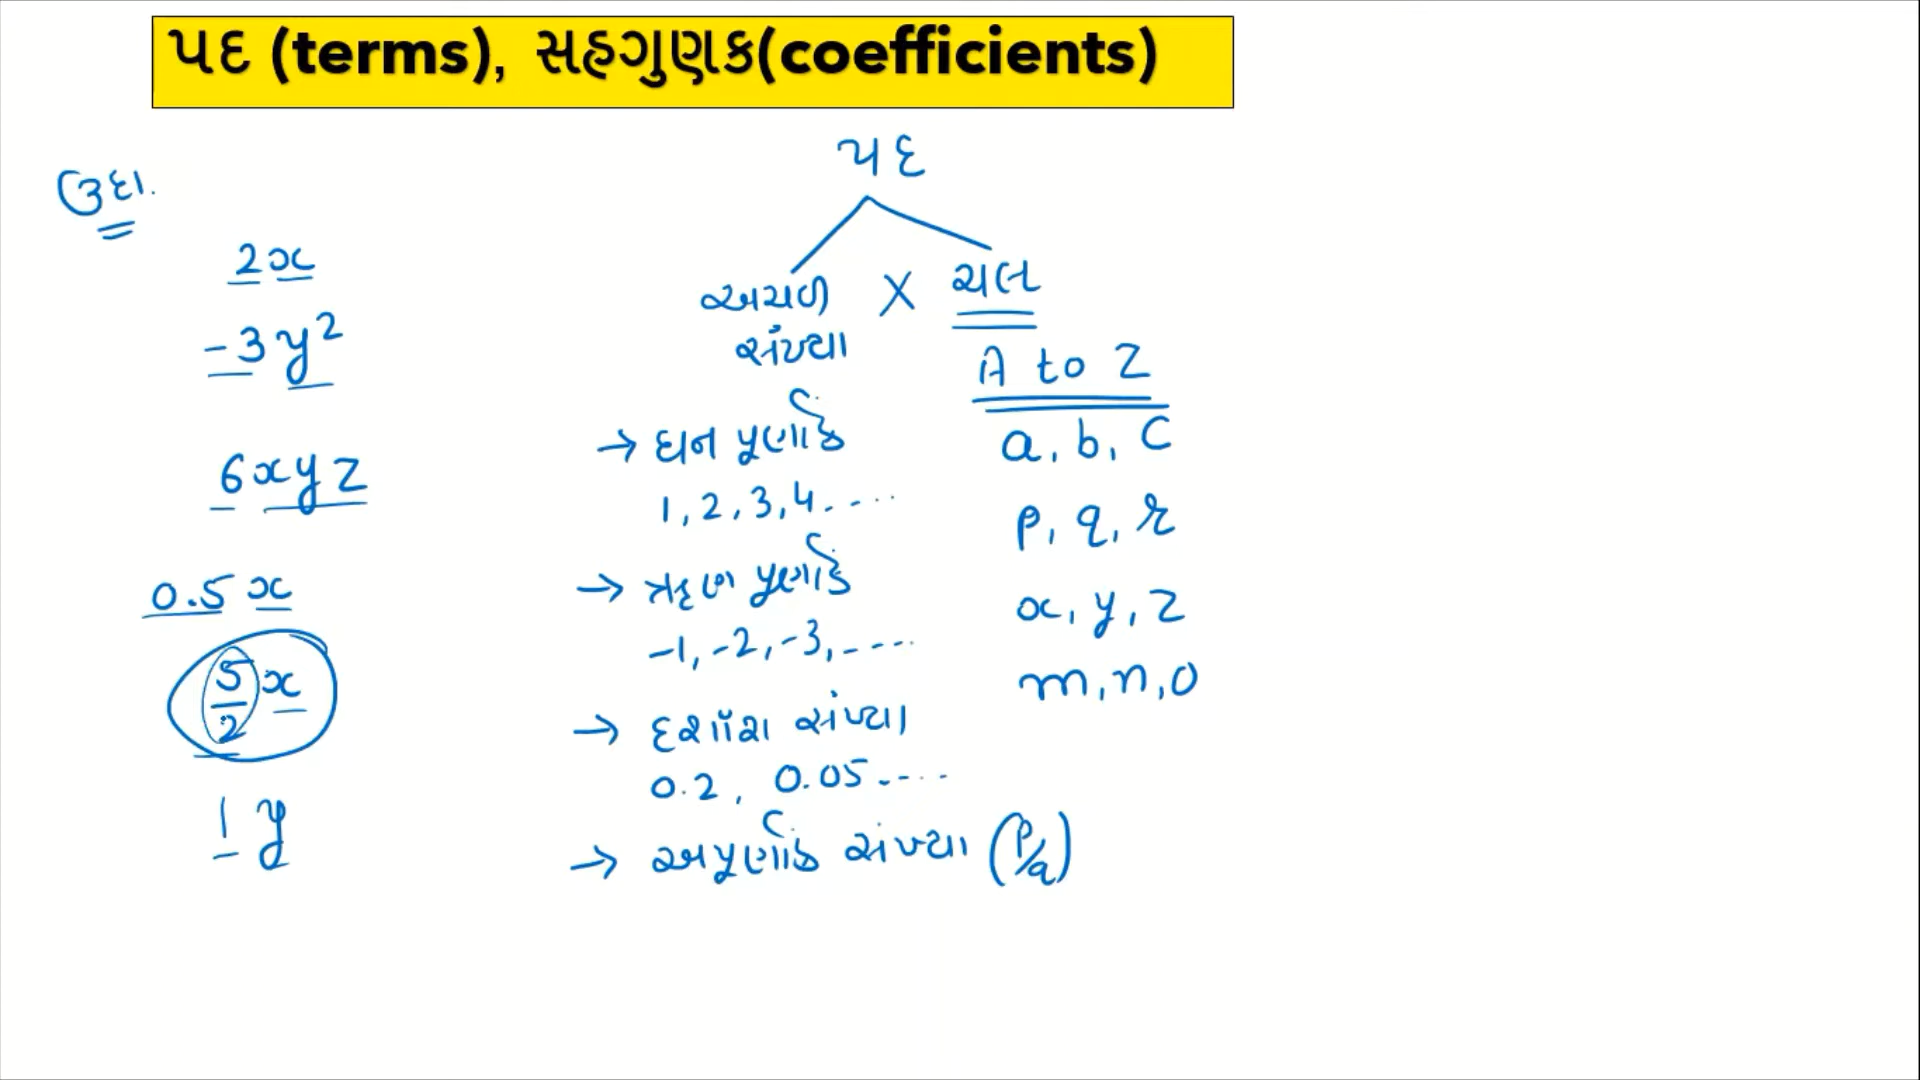 પદ (terms), સહગુણક(coefficients)
ઉદા.
2x
-3y²
6xyz
0.5x
5/2 x
1y
પદ
અચળ સંખ્યા X ચલ
→ ધન પૂર્ણાંક
1, 2, 3, 4....
→ ઋણ પૂર્ણાંક
-1, -2, -3, ....
→ દશાંશ સંખ્યા
0.2, 0.05....
→ અપૂર્ણાંક સંખ્યા (P/q)
A to Z
a, b, c
p, q, r
x, y, z
m, n, o